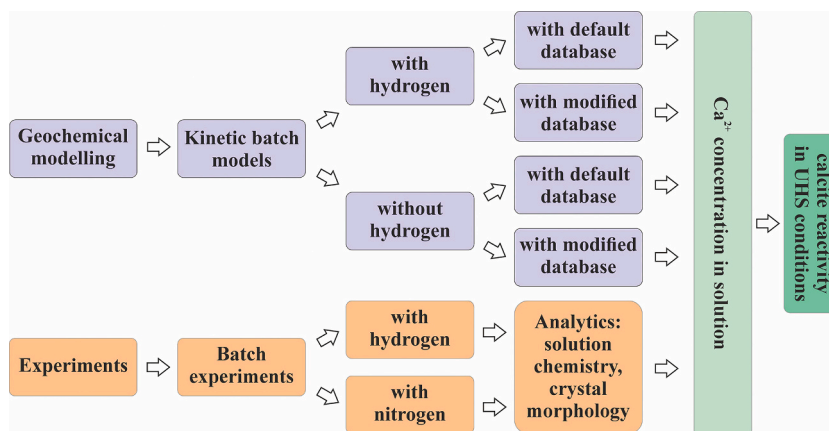 Geochemical
modelling
Kinetic batch
models
with
hydrogen
without
hydrogen
with default
database
with modified
database
with default
database
with modified
database
Experiments
Batch
experiments
with
hydrogen
with
nitrogen
Analytics:
solution
chemistry,
crystal
morphology
Ca²⁺ concentration in solution
calcite reactivity
in UHS conditions